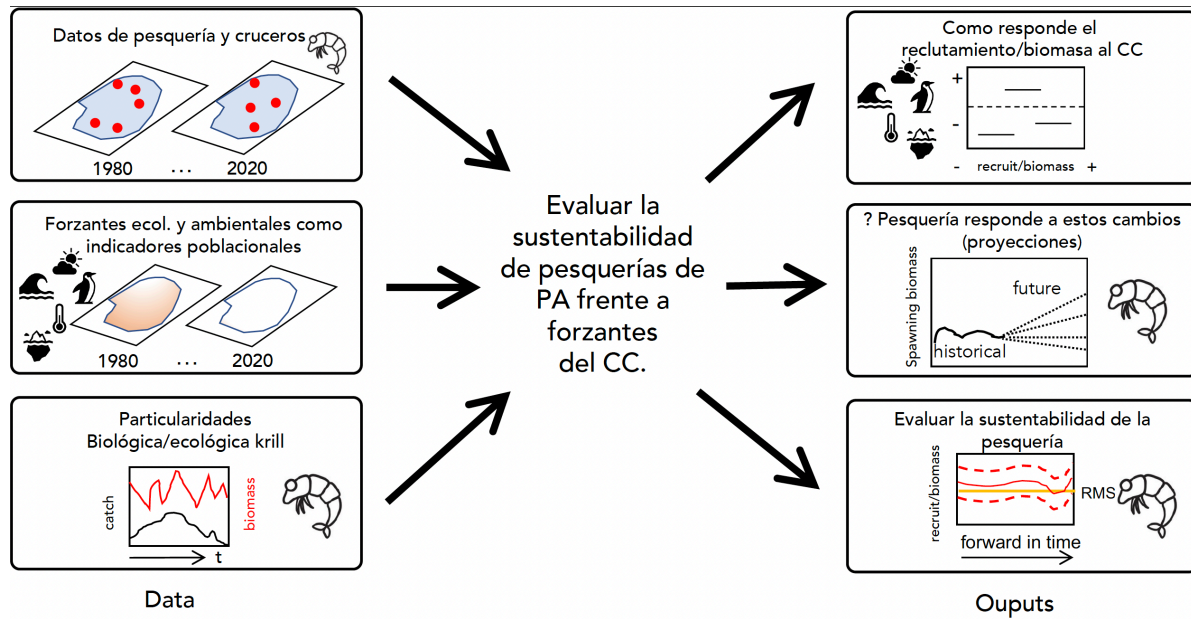 Datos de pesquería y cruceros
1980 ... 2020
Forzantes ecol. y ambientales como
indicadores poblacionales
1980 ... 2020
Particularidades
Biológica/ecológica krill
catch
biomass
t
Data
Evaluar la
sustentabilidad
de pesquerías de
PA frente a
forzantes
del CC.
Como responde el
reclutamiento/biomasa al CC
+
-
- recruit/biomass +
? Pesquería responde a estos cambios
(proyecciones)
Spawning biomass
future
historical
Evaluar la sustentabilidad de la
pesquería
recruit/biomass
RMS
forward in time
Ouputs